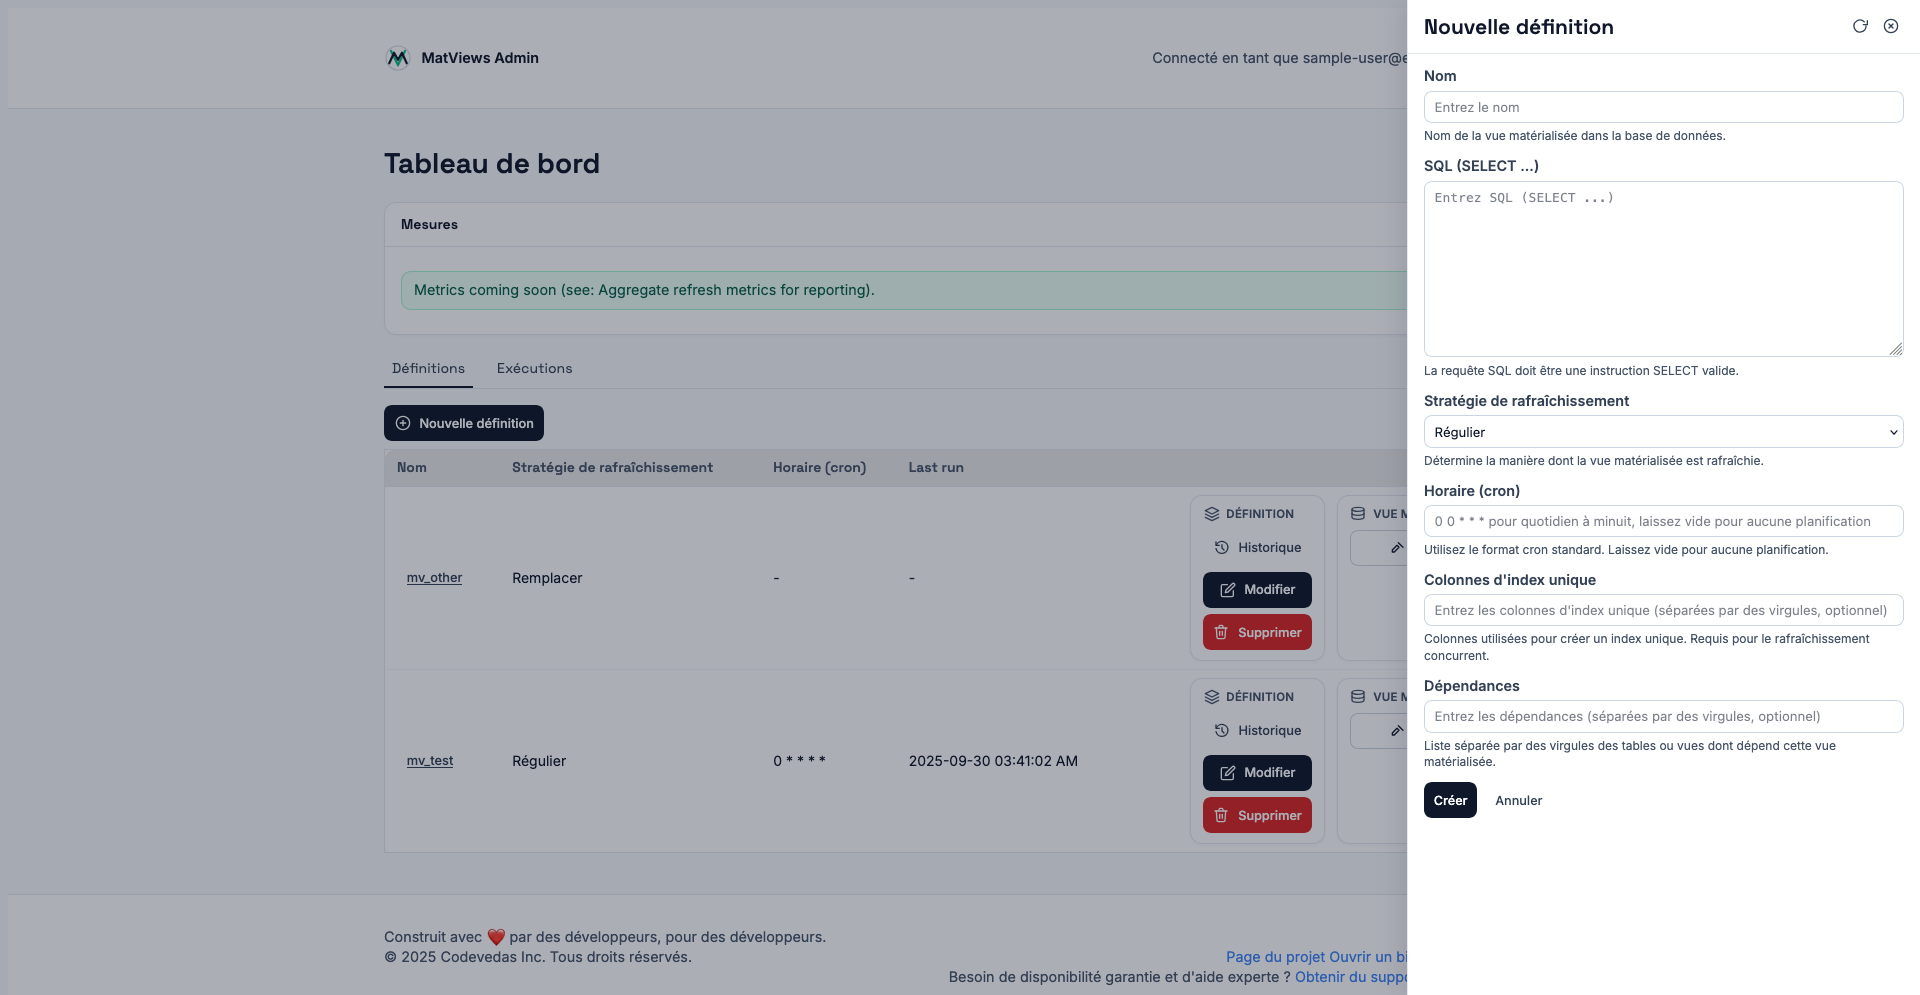 MatViews Admin
Connecté en tant que sample-user@e
Tableau de bord
Mesures
Metrics coming soon (see: Aggregate refresh metrics for reporting).
Définitions
Exécutions
Nouvelle définition
Nom
Stratégie de rafraîchissement
Horaire (cron)
Last run
mv_other
Remplacer
-
-
DÉFINITION
Historique
Modifier
Supprimer
VUE M
mv_test
Régulier
0 * * * *
2025-09-30 03:41:02 AM
DÉFINITION
Historique
Modifier
Supprimer
VUE M
Construit avec ❤️ par des développeurs, pour des développeurs.
© 2025 Codevedas Inc. Tous droits réservés.
Page du projet Ouvrir un bi
Besoin de disponibilité garantie et d'aide experte ? Obtenir du suppo
Nouvelle définition
Nom
Entrez le nom
Nom de la vue matérialisée dans la base de données.
SQL (SELECT …)
Entrez SQL (SELECT ...)
La requête SQL doit être une instruction SELECT valide.
Stratégie de rafraîchissement
Régulier
Détermine la manière dont la vue matérialisée est rafraîchie.
Horaire (cron)
0 0 * * * pour quotidien à minuit, laissez vide pour aucune planification
Utilisez le format cron standard. Laissez vide pour aucune planification.
Colonnes d'index unique
Entrez les colonnes d'index unique (séparées par des virgules, optionnel)
Colonnes utilisées pour créer un index unique. Requis pour le rafraîchissement
concurrent.
Dépendances
Entrez les dépendances (séparées par des virgules, optionnel)
Liste séparée par des virgules des tables ou vues dont dépend cette vue
matérialisée.
Créer
Annuler